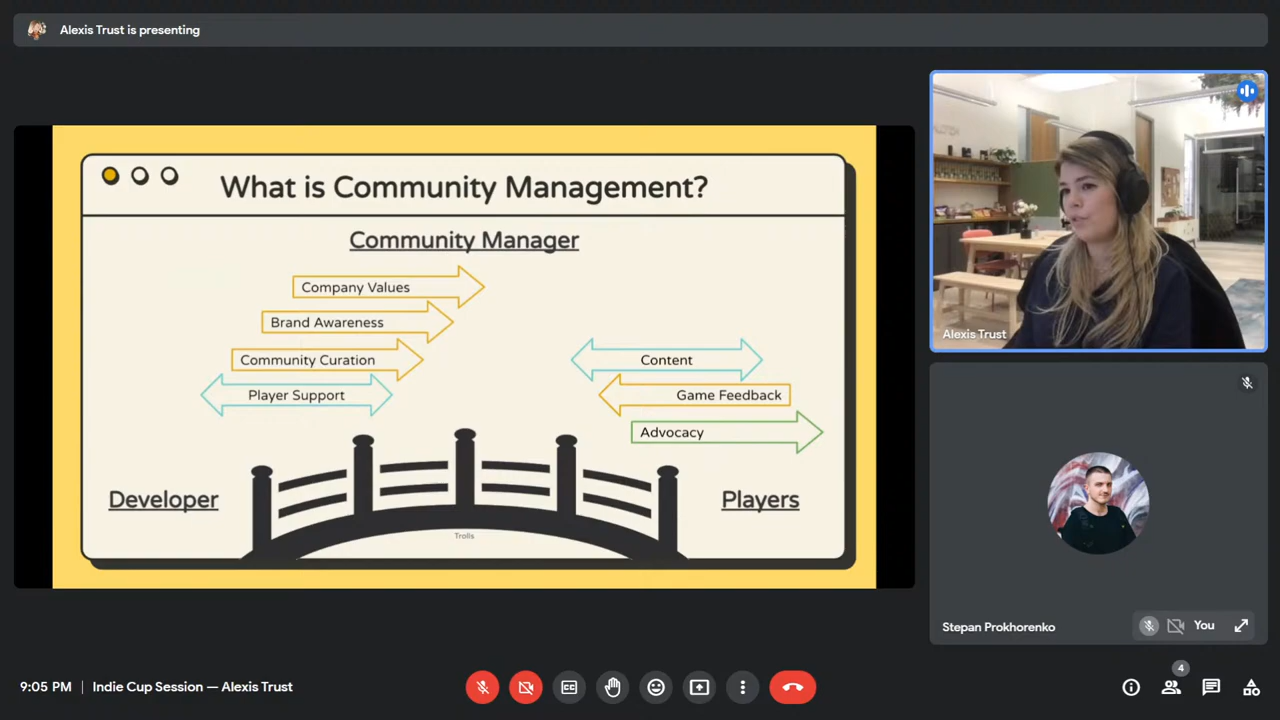 Alexis Trust is presenting
What is Community Management?
Community Manager
Company Values
Brand Awareness
Community Curation
Player Support
Content
Game Feedback
Advocacy
Developer
Players
Trolls
Alexis Trust
Stepan Prokhorenko
You
9:05 PM | Indie Cup Session — Alexis Trust
CC
4